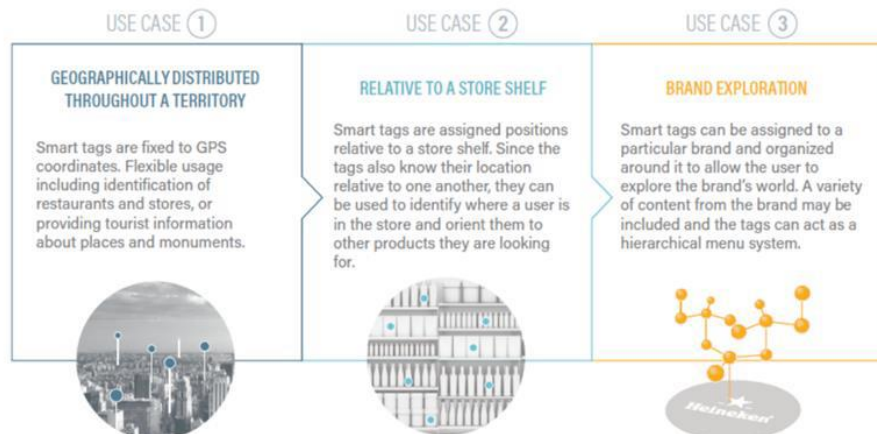 USE CASE 1
USE CASE 2
USE CASE 3
GEOGRAPHICALLY DISTRIBUTED
THROUGHOUT A TERRITORY
Smart tags are fixed to GPS
coordinates. Flexible usage
including identification of
restaurants and stores, or
providing tourist information
about places and monuments.
RELATIVE TO A STORE SHELF
Smart tags are assigned positions
relative to a store shelf. Since the
tags also know their location
relative to one another, they can
be used to identify where a user is
in the store and orient them to
other products they are looking
for.
BRAND EXPLORATION
Smart tags can be assigned to a
particular brand and organized
around it to allow the user to
explore the brand's world. A variety
of content from the brand may be
included and the tags can act as a
hierarchical menu system.
Heineken